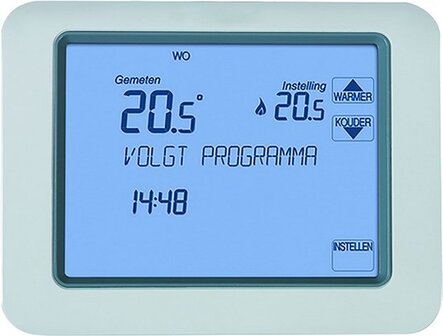 WO
Gemeten
Instelling
20.5°
20.5
WARMER
KOUDER
VOLGT PROGRAMMA
14:48
INSTELLEN